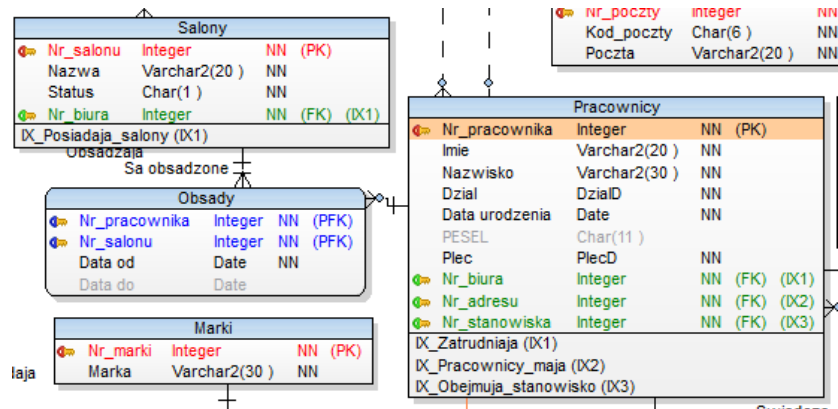 Salony
Nr_salonu Integer NN (PK)
Nazwa Varchar2(20 ) NN
Status Char(1 ) NN
Nr_biura Integer NN (FK) (IX1)
IX_Posiadaja_salony (IX1)
Obsadzaja
Sa obsadzone
Obsady
Nr_pracownika Integer NN (PFK)
Nr_salonu Integer NN (PFK)
Data od Date NN
Data do Date
Marki
Nr_marki Integer NN (PK)
Marka Varchar2(30 ) NN
Nr_poczty Integer NN
Kod_poczty Char(6 ) NN
Poczta Varchar2(20 ) NN
Pracownicy
Nr_pracownika Integer NN (PK)
Imie Varchar2(20 ) NN
Nazwisko Varchar2(30 ) NN
Dzial DzialD NN
Data urodzenia Date NN
PESEL Char(11 )
Plec PlecD NN
Nr_biura Integer NN (FK) (IX1)
Nr_adresu Integer NN (FK) (IX2)
Nr_stanowiska Integer NN (FK) (IX3)
IX_Zatrudniaja (IX1)
IX_Pracownicy_maja (IX2)
IX_Obejmuja_stanowisko (IX3)